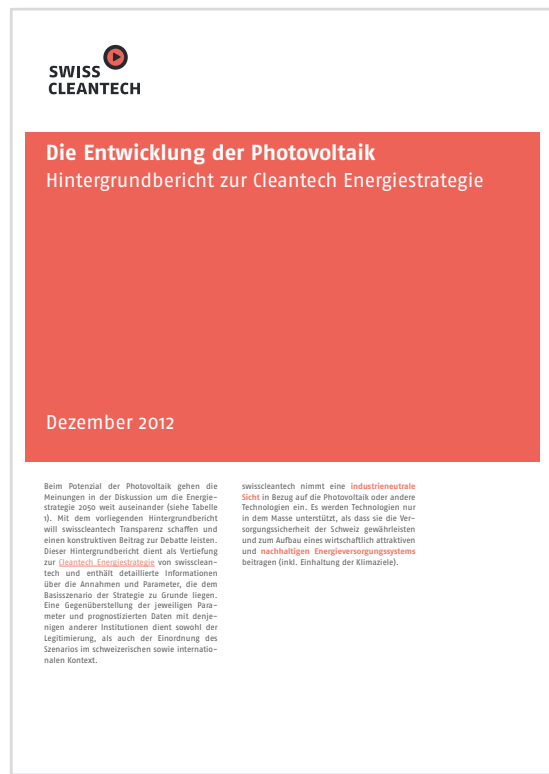 SWISS
CLEANTECH
Die Entwicklung der Photovoltaik
Hintergrundbericht zur Cleantech Energiestrategie
Dezember 2012
Beim Potenzial der Photovoltaik gehen die
Meinungen in der Diskussion um die Energie-
strategie 2050 weit auseinander (siehe Tabelle
1). Mit dem vorliegenden Hintergrundbericht
will swisscleantech Transparenz schaffen und
einen konstruktiven Beitrag zur Debatte leisten.
Dieser Hintergrundbericht dient als Vertiefung
zur Cleantech Energiestrategie von swissclean-
tech und enthält detaillierte Informationen
über die Annahmen und Parameter, die dem
Basisszenario der Strategie zu Grunde liegen.
Eine Gegenüberstellung der jeweiligen Para-
meter und prognostizierten Daten mit denje-
nigen anderer Institutionen dient sowohl der
Legitimierung, als auch der Einordnung des
Szenarios im schweizerischen sowie internatio-
nalen Kontext.
swisscleantech nimmt eine industrieneutrale
Sicht in Bezug auf die Photovoltaik oder andere
Technologien ein. Es werden Technologien nur
in dem Masse unterstützt, als dass sie die Ver-
sorgungssicherheit der Schweiz gewährleisten
und zum Aufbau eines wirtschaftlich attraktiven
und nachhaltigen Energieversorgungssystems
beitragen (inkl. Einhaltung der Klimaziele).